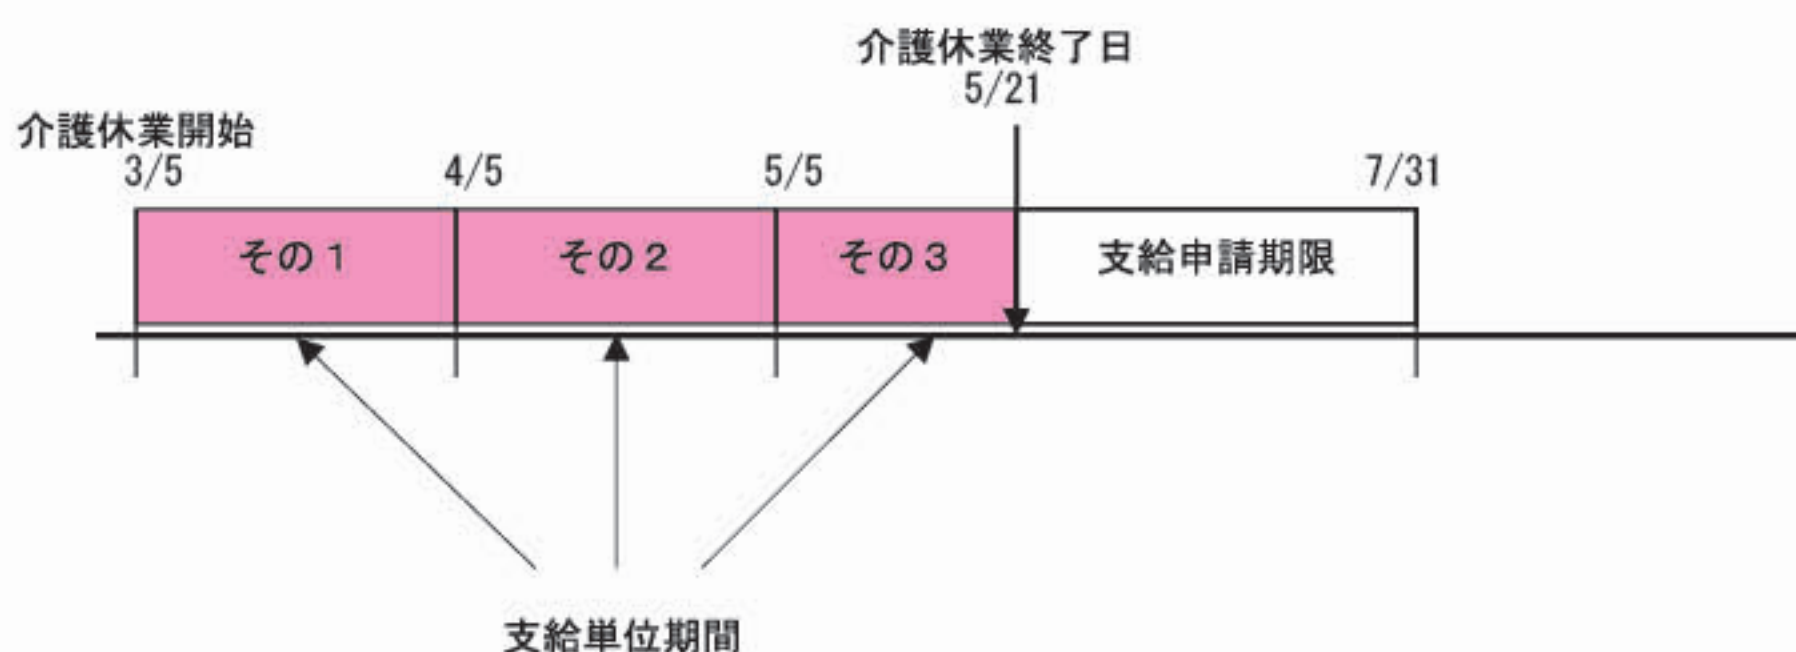 介護休業終了日
5/21
介護休業開始
3/5
4/5
5/5
7/31
その1
その2
その3
支給申請期限
支給単位期間